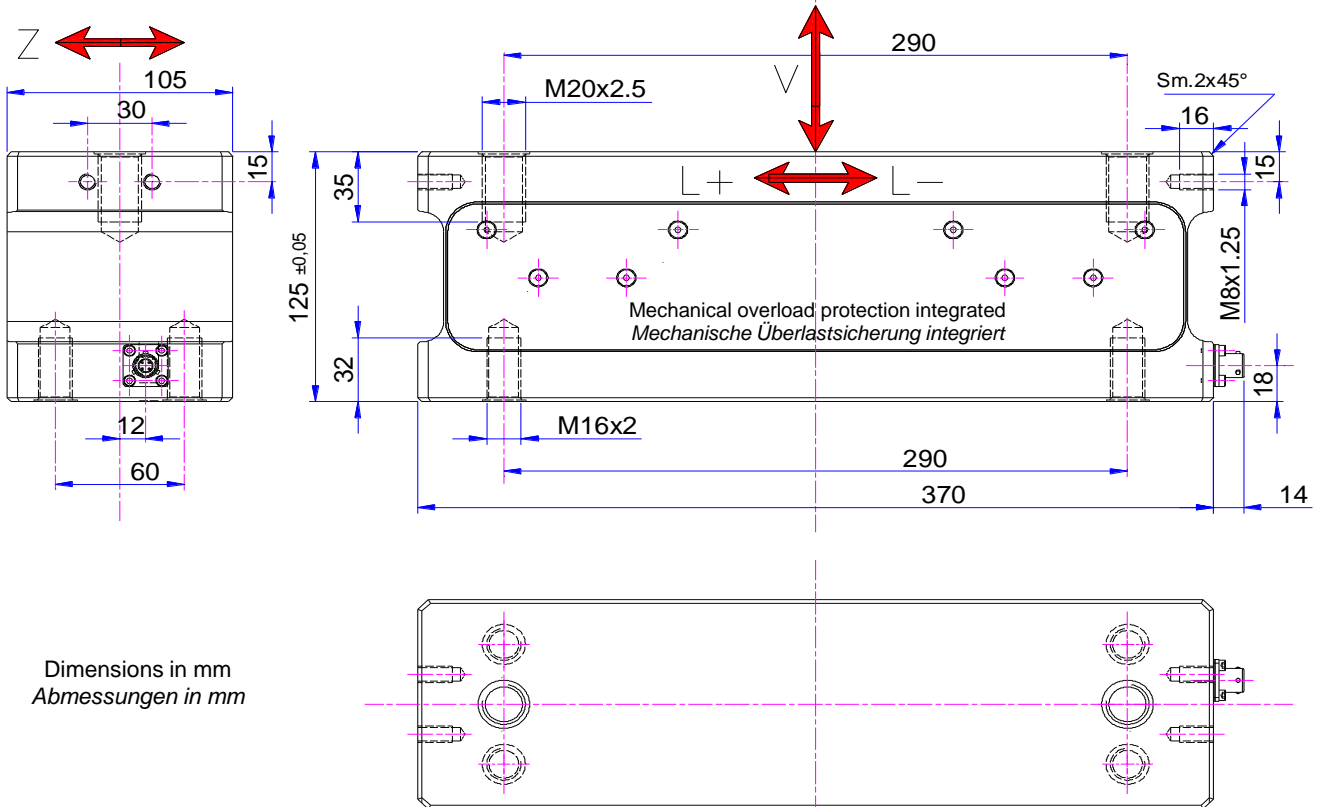 Z
105
30
15
12
60
V
290
M20x2.5
Sm.2x45°
16
15
35
L+
L-
125 ±0,05
M8x1.25
Mechanical overload protection integrated
Mechanische Überlastsicherung integriert
32
18
M16x2
290
370
14
Dimensions in mm
Abmessungen in mm